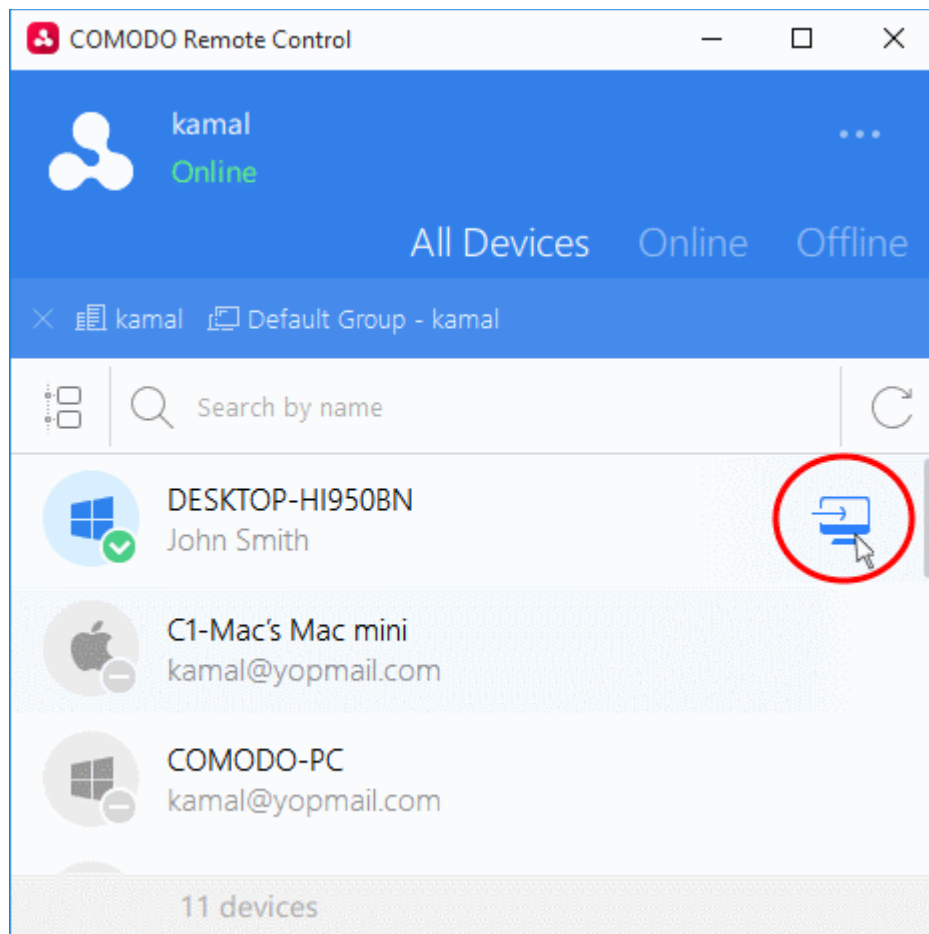 COMODO Remote Control
kamal
Online
All Devices Online Offline
kamal Default Group - kamal
Search by name
DESKTOP-HI950BN
John Smith
C1-Mac's Mac mini
kamal@yopmail.com
COMODO-PC
kamal@yopmail.com
11 devices